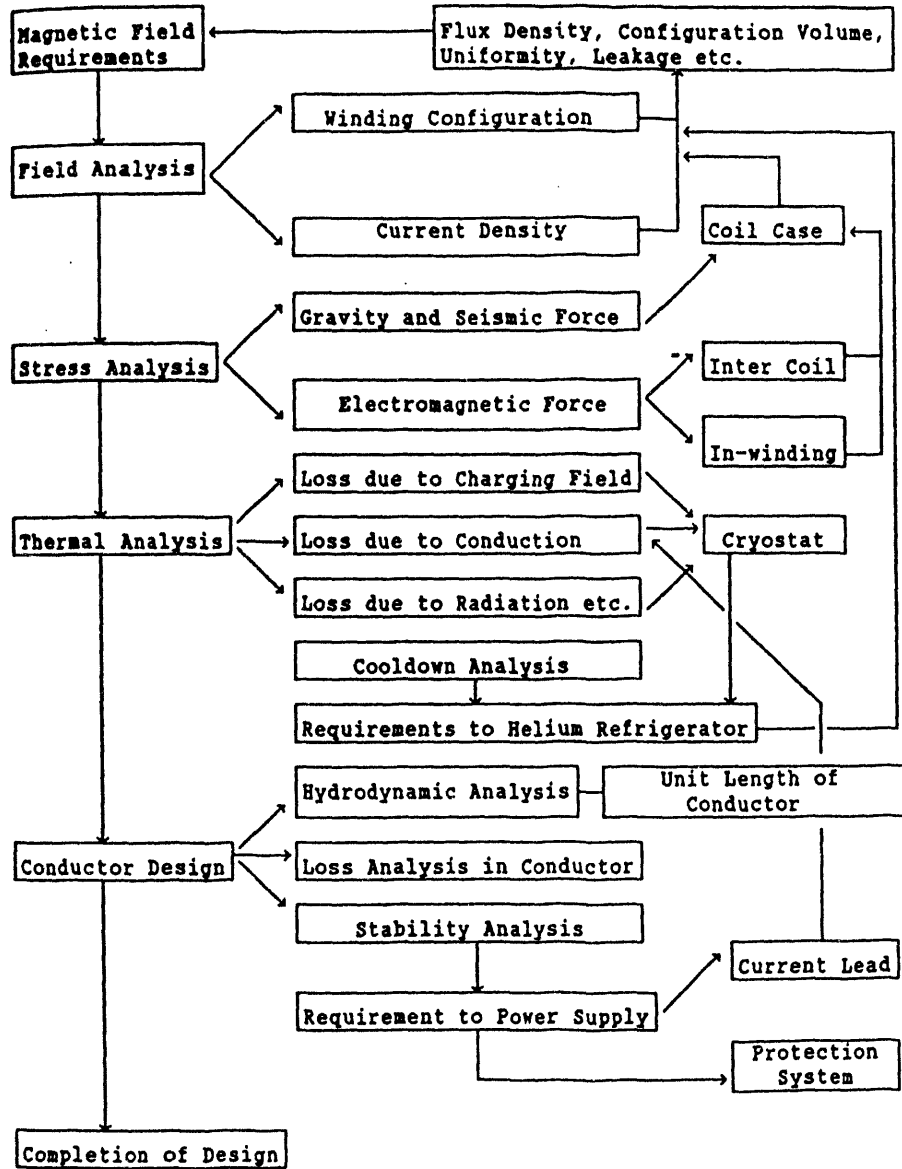 Magnetic Field
Requirements
Flux Density, Configuration Volume,
Uniformity, Leakage etc.
Winding Configuration
Field Analysis
Current Density
Coil Case
Gravity and Seismic Force
Stress Analysis
Inter Coil
Electromagnetic Force
In-winding
Loss due to Charging Field
Thermal Analysis
Loss due to Conduction
Cryostat
Loss due to Radiation etc.
Cooldown Analysis
Requirements to Helium Refrigerator
Hydrodynamic Analysis
Unit Length of
Conductor
Conductor Design
Loss Analysis in Conductor
Stability Analysis
Current Lead
Requirement to Power Supply
Protection
System
Completion of Design